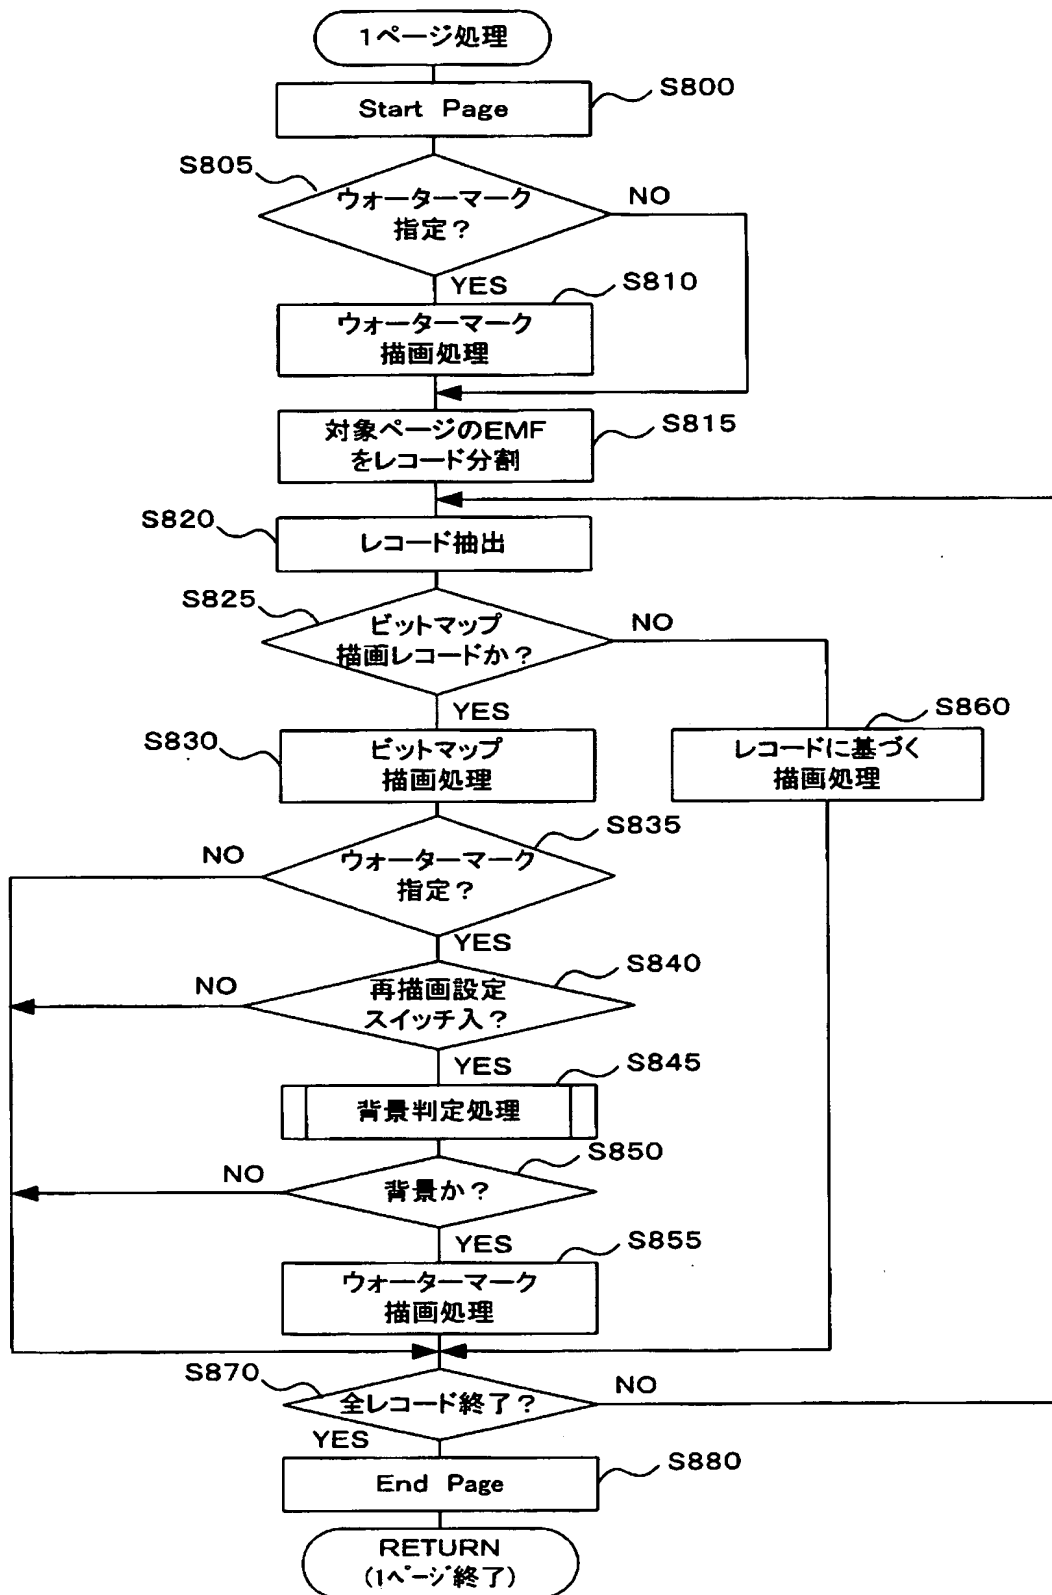 1ページ処理
S800
Start Page
S805
ウォーターマーク
指定？
NO
YES
S810
ウォーターマーク
描画処理
対象ページのEMF
をレコード分割
S815
S820
レコード抽出
S825
ビットマップ
描画レコードか？
NO
YES
S830
ビットマップ
描画処理
S860
レコードに基づく
描画処理
S835
NO
ウォーターマーク
指定？
YES
S840
NO
再描画設定
スイッチ入？
YES
S845
背景判定処理
S850
NO
背景か？
YES
S855
ウォーターマーク
描画処理
S870
全レコード終了？
NO
YES
S880
End Page
RETURN
(1ページ終了)